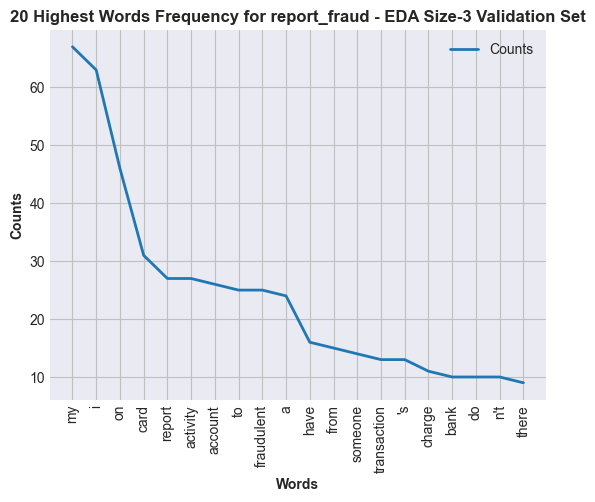 20 Highest Words Frequency for report_fraud - EDA Size-3 Validation Set
Counts
Counts
60
50
40
30
20
10
my
i
on
card
report
activity
account
to
fraudulent
a
have
from
someone
transaction
's
charge
bank
do
n't
there
Words